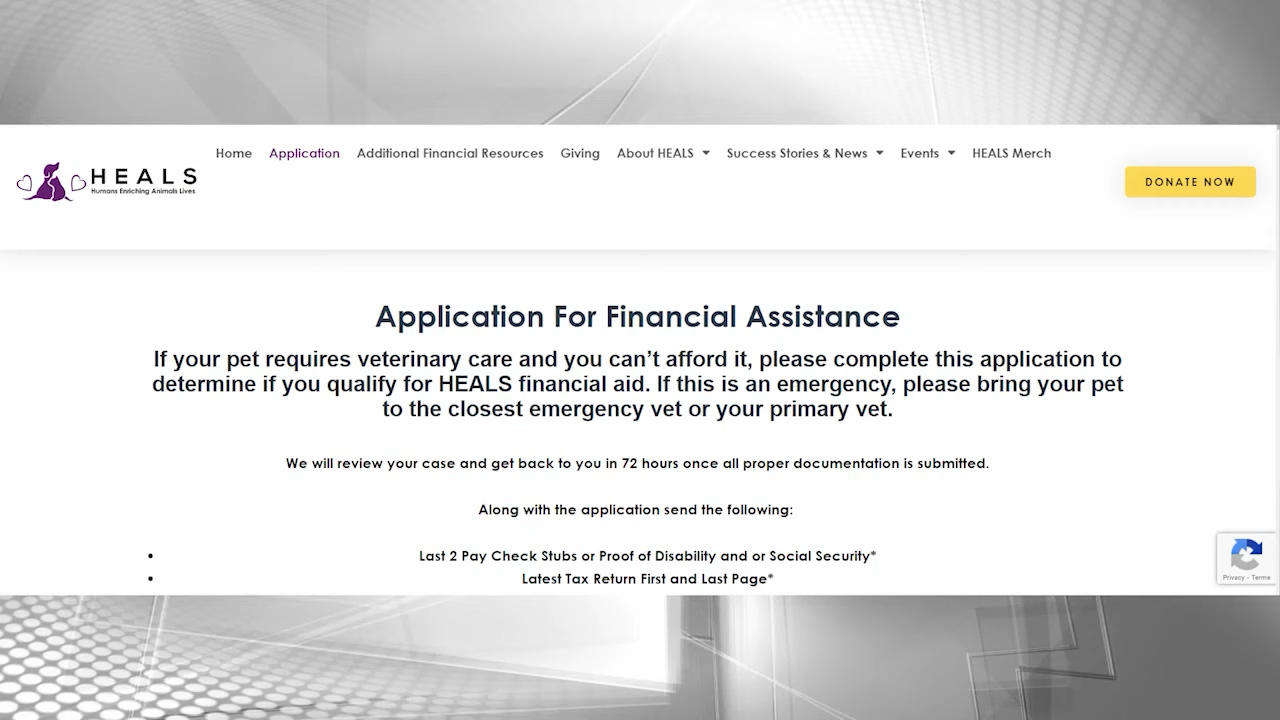 Home Application Additional Financial Resources Giving About HEALS Success Stories & News Events HEALS Merch
HEALS
Humans Enriching Animals Lives
DONATE NOW
Application For Financial Assistance
If your pet requires veterinary care and you can’t afford it, please complete this application to
determine if you qualify for HEALS financial aid. If this is an emergency, please bring your pet
to the closest emergency vet or your primary vet.
We will review your case and get back to you in 72 hours once all proper documentation is submitted.
Along with the application send the following:
• Last 2 Pay Check Stubs or Proof of Disability and or Social Security*
• Latest Tax Return First and Last Page*
Privacy - Terms